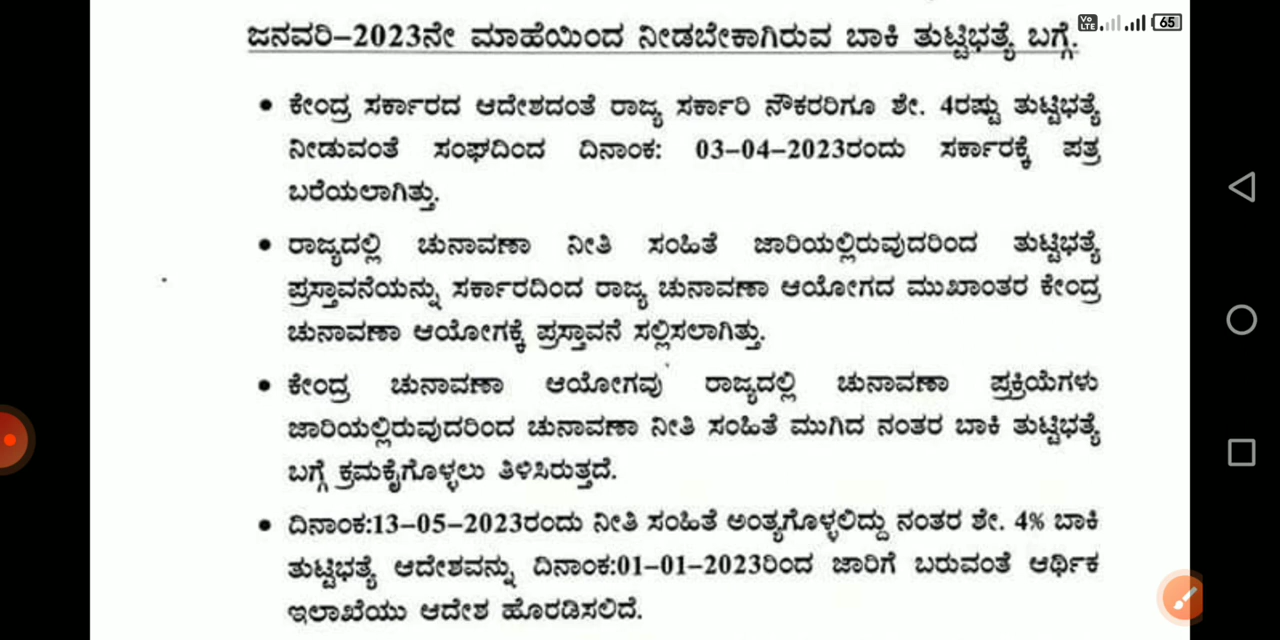 ಜನವರಿ–2023ನೇ ಮಾಹೆಯಿಂದ ನೀಡಬೇಕಾಗಿರುವ ಬಾಕಿ ತುಟ್ಟಿಭತ್ಯೆ ಬಗ್ಗೆ.
Vo LTE 65
• ಕೇಂದ್ರ ಸರ್ಕಾರದ ಆದೇಶದಂತೆ ರಾಜ್ಯ ಸರ್ಕಾರಿ ನೌಕರರಿಗೂ ಶೇ. 4ರಷ್ಟು ತುಟ್ಟಿಭತ್ಯೆ
ನೀಡುವಂತೆ ಸಂಘದಿಂದ ದಿನಾಂಕ: 03–04–2023ರಂದು ಸರ್ಕಾರಕ್ಕೆ ಪತ್ರ
ಬರೆಯಲಾಗಿತ್ತು.
• ರಾಜ್ಯದಲ್ಲಿ ಚುನಾವಣಾ ನೀತಿ ಸಂಹಿತೆ ಜಾರಿಯಲ್ಲಿರುವುದರಿಂದ ತುಟ್ಟಿಭತ್ಯೆ
ಪ್ರಸ್ತಾವನೆಯನ್ನು ಸರ್ಕಾರದಿಂದ ರಾಜ್ಯ ಚುನಾವಣಾ ಆಯೋಗದ ಮುಖಾಂತರ ಕೇಂದ್ರ
ಚುನಾವಣಾ ಆಯೋಗಕ್ಕೆ ಪ್ರಸ್ತಾವನೆ ಸಲ್ಲಿಸಲಾಗಿತ್ತು.
• ಕೇಂದ್ರ ಚುನಾವಣಾ ಆಯೋಗವು ರಾಜ್ಯದಲ್ಲಿ ಚುನಾವಣಾ ಪ್ರಕ್ರಿಯೆಗಳು
ಜಾರಿಯಲ್ಲಿರುವುದರಿಂದ ಚುನಾವಣಾ ನೀತಿ ಸಂಹಿತೆ ಮುಗಿದ ನಂತರ ಬಾಕಿ ತುಟ್ಟಿಭತ್ಯೆ
ಬಗ್ಗೆ ಕ್ರಮಕೈಗೊಳ್ಳಲು ತಿಳಿಸಿರುತ್ತದೆ.
• ದಿನಾಂಕ:13–05–2023ರಂದು ನೀತಿ ಸಂಹಿತೆ ಅಂತ್ಯಗೊಳ್ಳಲಿದ್ದು ನಂತರ ಶೇ. 4% ಬಾಕಿ
ತುಟ್ಟಿಭತ್ಯೆ ಆದೇಶವನ್ನು ದಿನಾಂಕ:01–01–2023ರಿಂದ ಜಾರಿಗೆ ಬರುವಂತೆ ಆರ್ಥಿಕ
ಇಲಾಖೆಯು ಆದೇಶ ಹೊರಡಿಸಲಿದೆ.